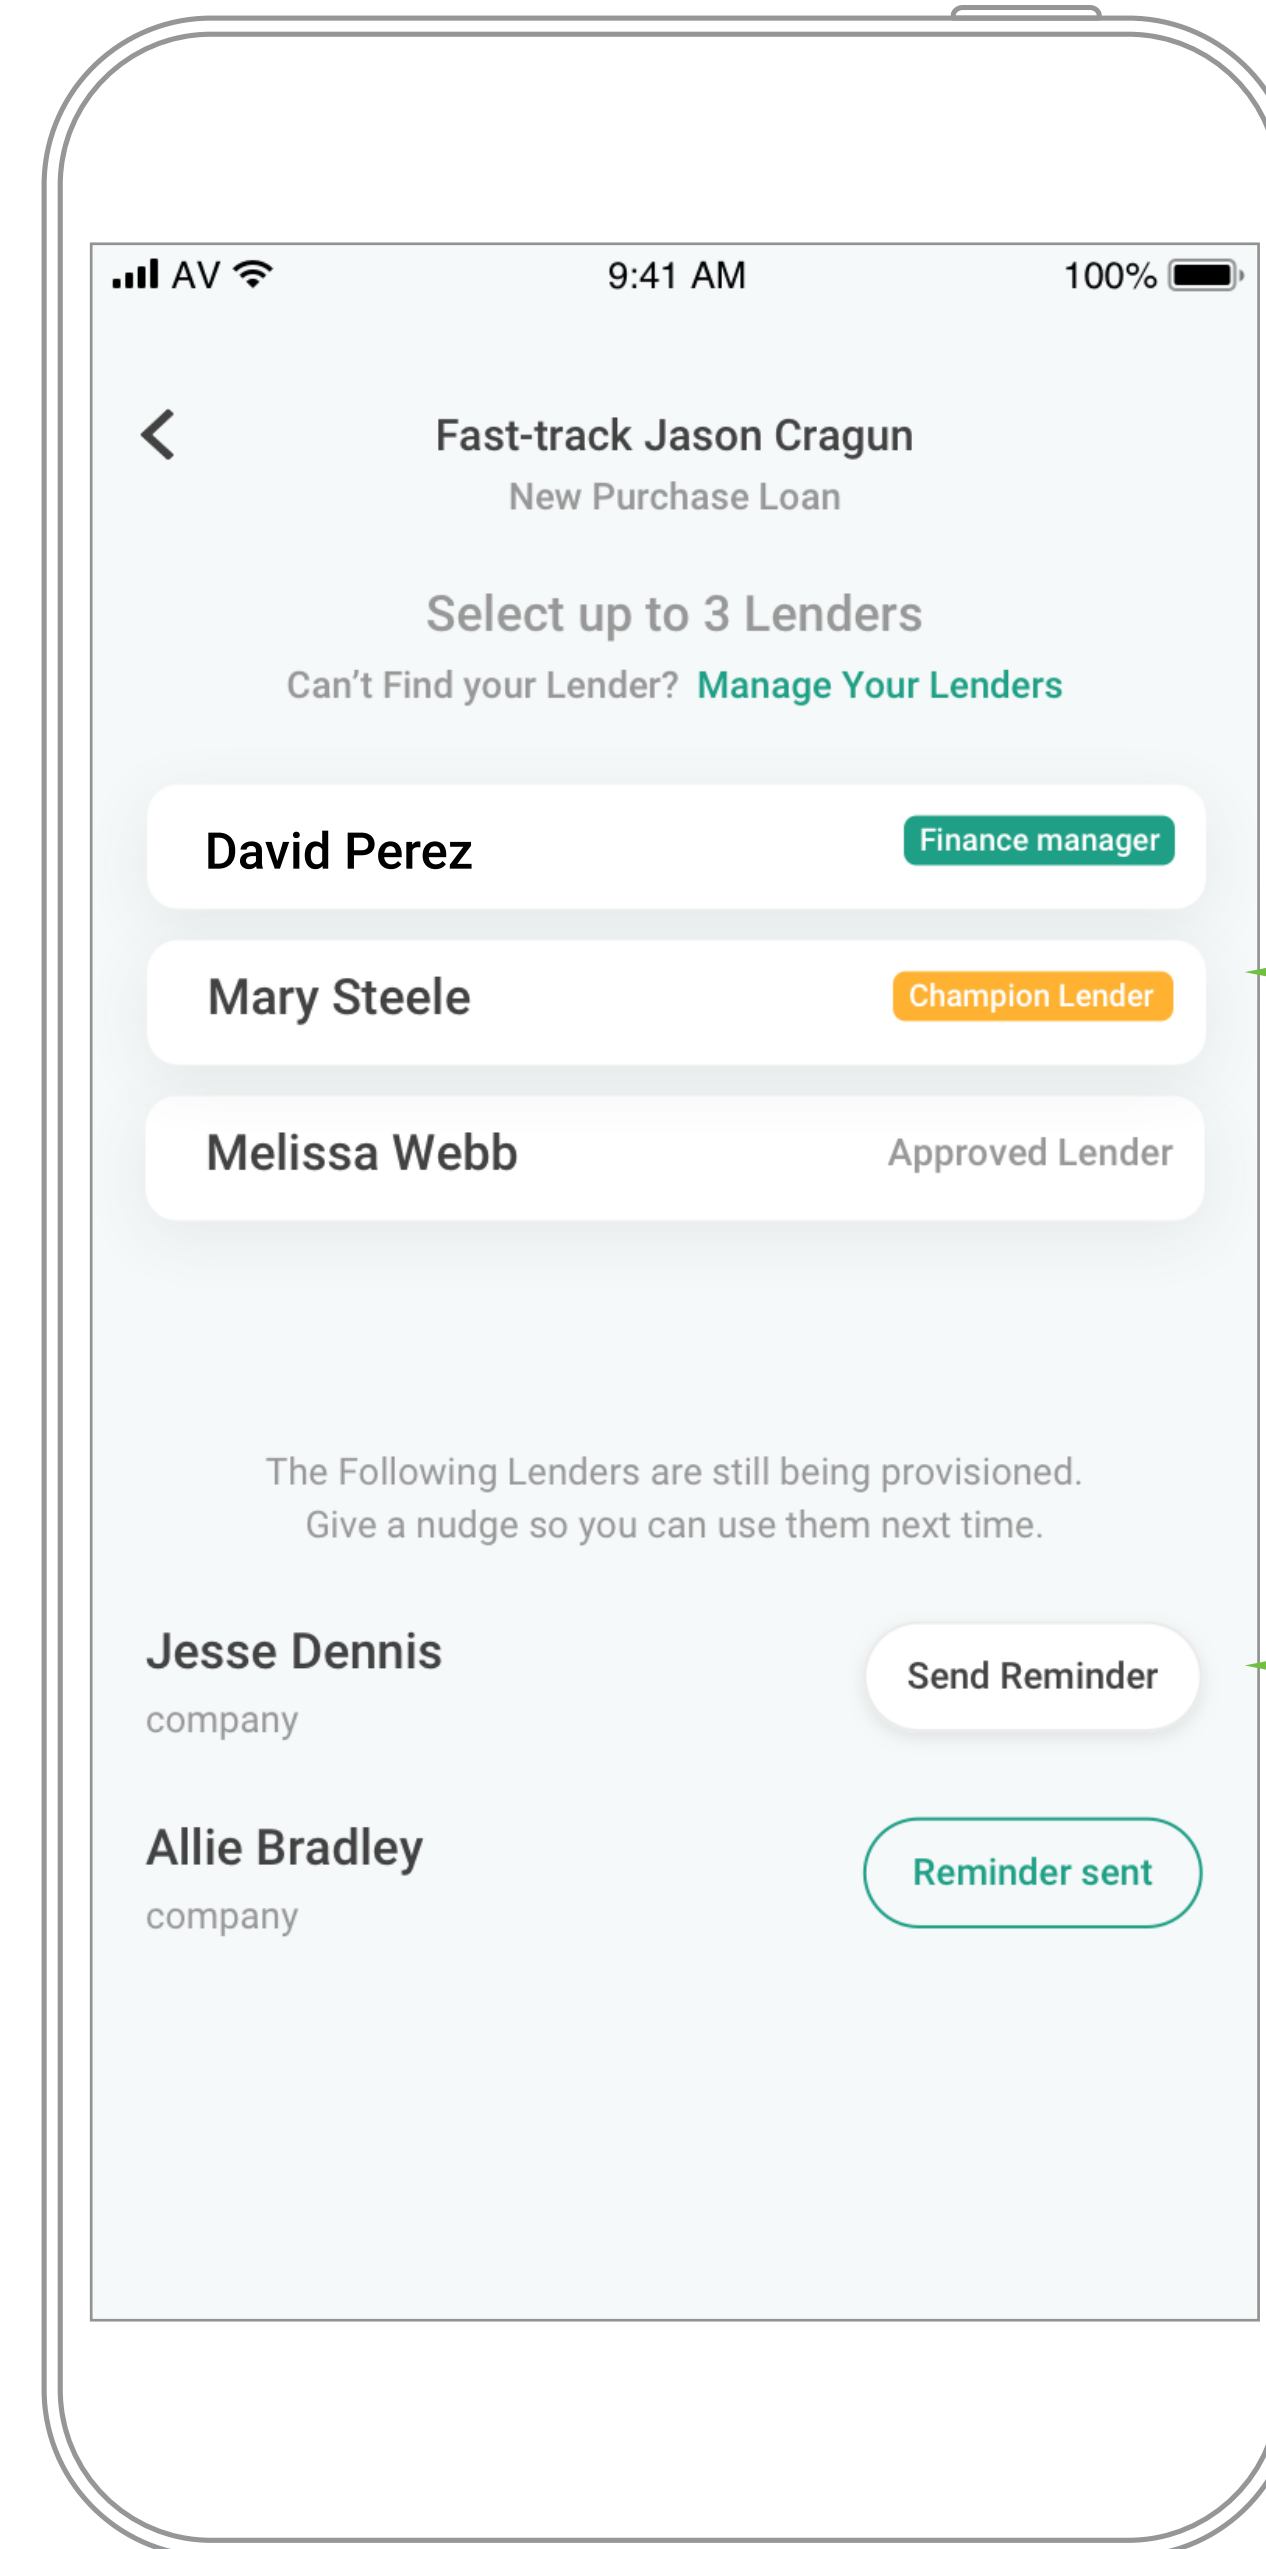 AV 9:41 AM 100%
Fast-track Jason Cragun
New Purchase Loan
Select up to 3 Lenders
Can't Find your Lender? Manage Your Lenders
David Perez Finance manager
Mary Steele Champion Lender
Melissa Webb Approved Lender
The Following Lenders are still being provisioned.
Give a nudge so you can use them next time.
Jesse Dennis Send Reminder
company
Allie Bradley Reminder sent
company